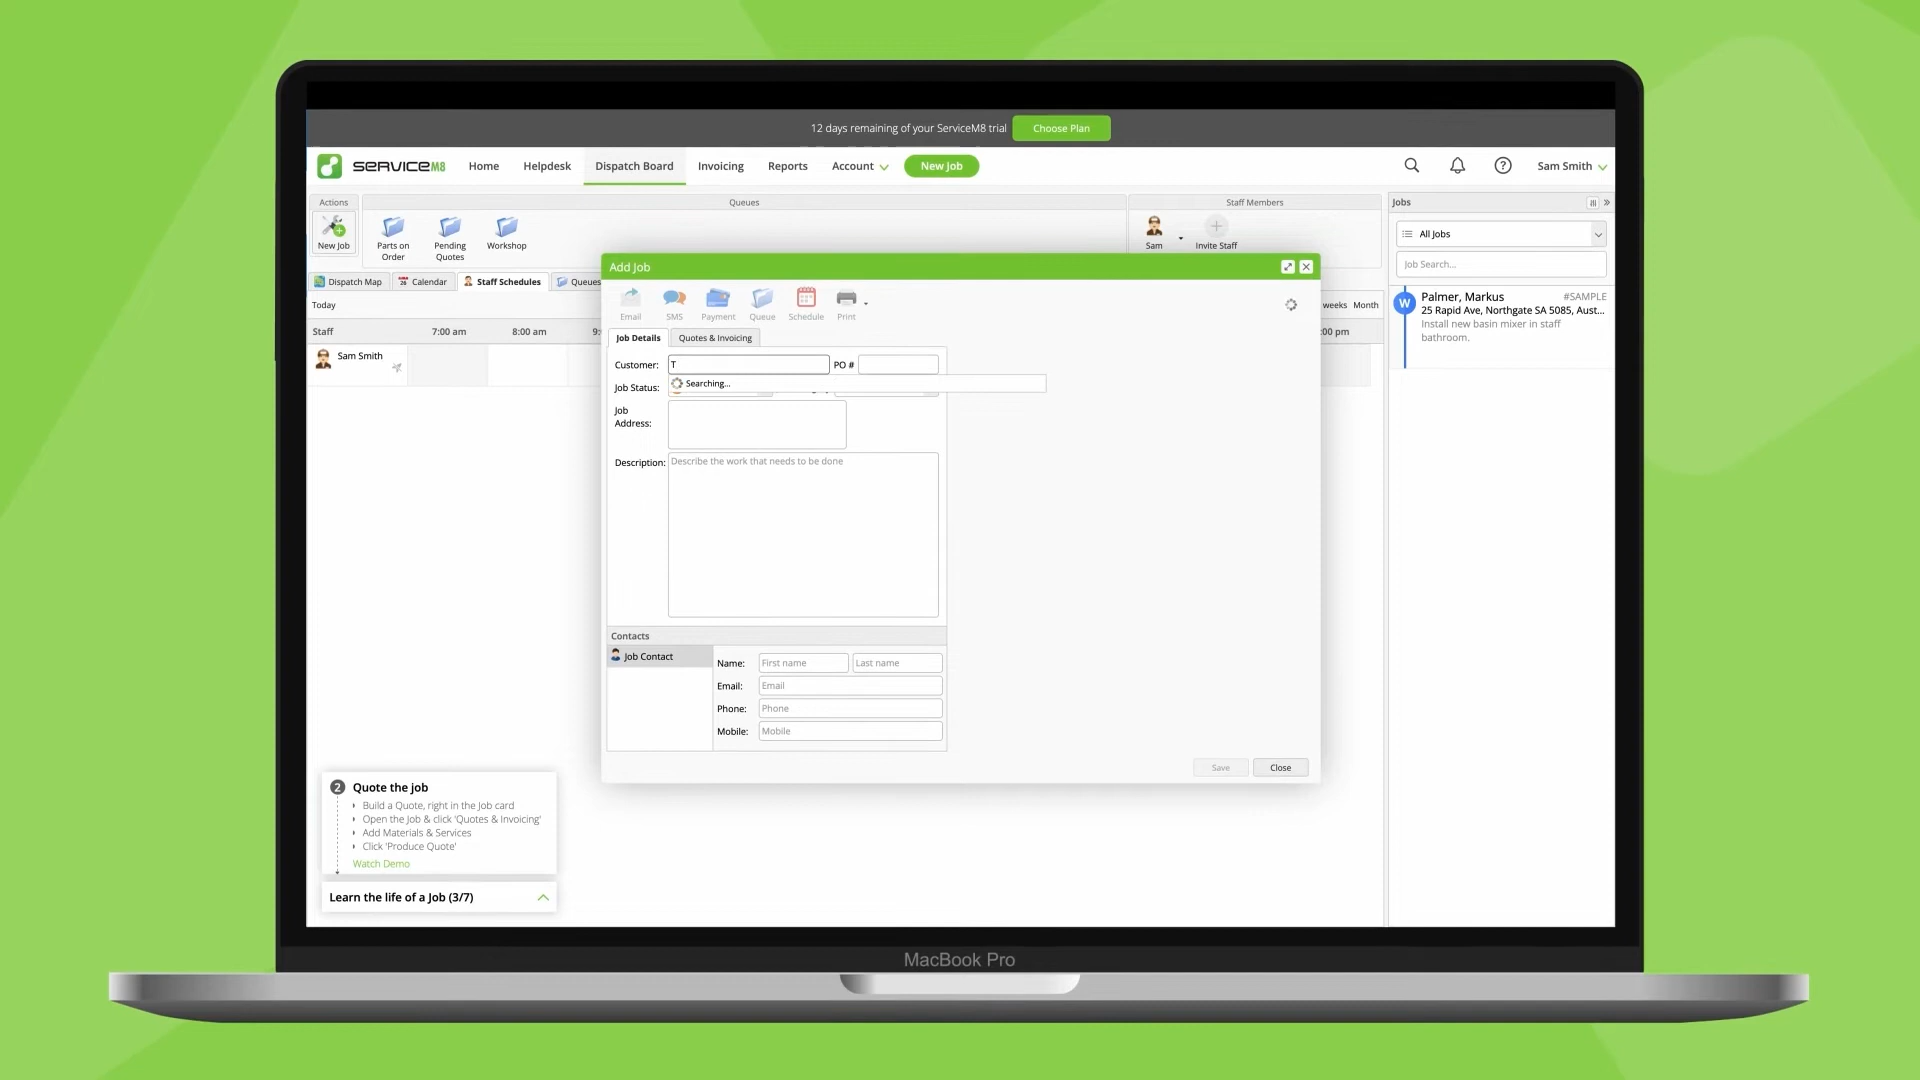 12 days remaining of your ServiceM8 trial
Choose Plan
SERVICEM8
Home
Helpdesk
Dispatch Board
Invoicing
Reports
Account
New Job
Sam Smith
Actions
Queues
Staff Members
Jobs
New Job
Parts on Order
Pending Quotes
Workshop
Sam
Invite Staff
All Jobs
Job Search...
Dispatch Map
Calendar
Staff Schedules
Queues
Today
weeks
Month
Staff
7:00 am
8:00 am
9:
:00 pm
Sam Smith
W
Palmer, Markus
#SAMPLE
25 Rapid Ave, Northgate SA 5085, Aust...
Install new basin mixer in staff
bathroom.
Add Job
Email
SMS
Payment
Queue
Schedule
Print
Job Details
Quotes & Invoicing
Customer:
T
PO #
Searching...
Job Status:
Job
Address:
Description:
Describe the work that needs to be done
Contacts
Job Contact
Name:
First name
Last name
Email:
Email
Phone:
Phone
Mobile:
Mobile
Save
Close
2
Quote the job
Build a Quote, right in the Job card
Open the Job & click 'Quotes & Invoicing'
Add Materials & Services
Click 'Produce Quote'
Watch Demo
Learn the life of a Job (3/7)
MacBook Pro